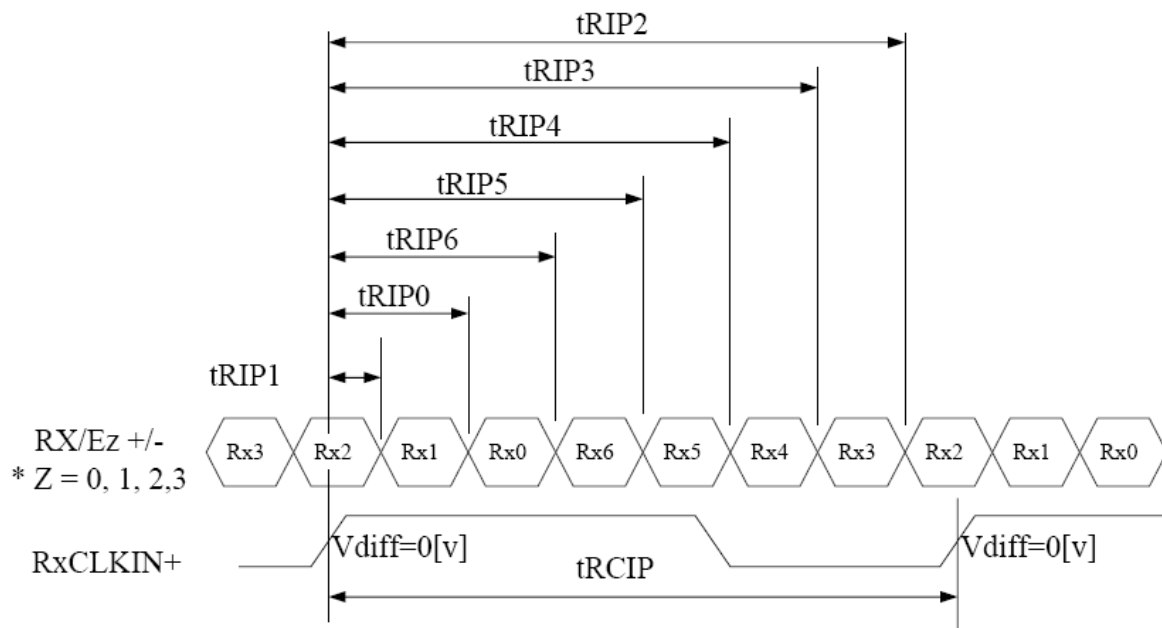 tRIP2
tRIP3
tRIP4
tRIP5
tRIP6
tRIP0
tRIP1
RX/Ez +/-
* Z = 0, 1, 2,3
Rx3 Rx2 Rx1 Rx0 Rx6 Rx5 Rx4 Rx3 Rx2 Rx1 Rx0
RxCLKIN+
Vdiff=0[v] Vdiff=0[v]
tRCIP